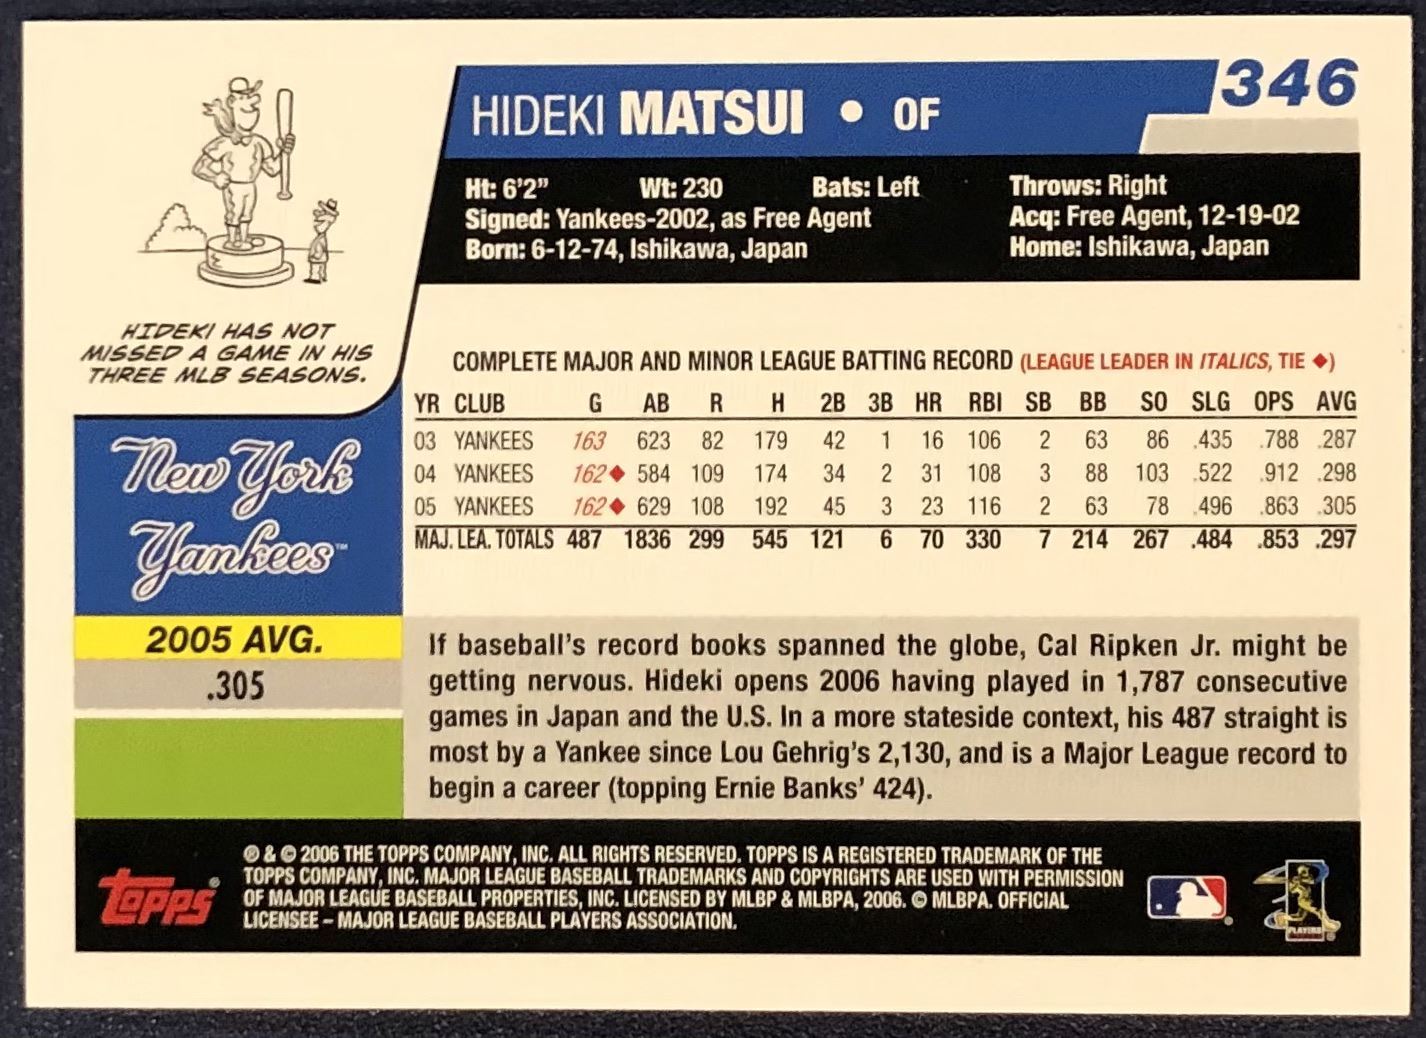 346
HIDEKI MATSUI • OF
Ht: 6'2" Wt: 230 Bats: Left Throws: Right
Signed: Yankees-2002, as Free Agent Acq: Free Agent, 12-19-02
Born: 6-12-74, Ishikawa, Japan Home: Ishikawa, Japan
HIDEKI HAS NOT
MISSED A GAME IN HIS
THREE MLB SEASONS.
COMPLETE MAJOR AND MINOR LEAGUE BATTING RECORD (LEAGUE LEADER IN ITALICS, TIE ♦)
YR CLUB G AB R H 2B 3B HR RBI SB BB SO SLG OPS AVG
03 YANKEES 163 623 82 179 42 1 16 106 2 63 86 .435 .788 .287
04 YANKEES 162♦ 584 109 174 34 2 31 108 3 88 103 .522 .912 .298
05 YANKEES 162♦ 629 108 192 45 3 23 116 2 63 78 .496 .863 .305
MAJ. LEA. TOTALS 487 1836 299 545 121 6 70 330 7 214 267 .484 .853 .297
New York
Yankees™
2005 AVG.
.305
If baseball's record books spanned the globe, Cal Ripken Jr. might be
getting nervous. Hideki opens 2006 having played in 1,787 consecutive
games in Japan and the U.S. In a more stateside context, his 487 straight is
most by a Yankee since Lou Gehrig's 2,130, and is a Major League record to
begin a career (topping Ernie Banks' 424).
topps®
℗ & © 2006 THE TOPPS COMPANY, INC. ALL RIGHTS RESERVED. TOPPS IS A REGISTERED TRADEMARK OF THE
TOPPS COMPANY, INC. MAJOR LEAGUE BASEBALL TRADEMARKS AND COPYRIGHTS ARE USED WITH PERMISSION
OF MAJOR LEAGUE BASEBALL PROPERTIES, INC. LICENSED BY MLBP & MLBPA, 2006. © MLBPA. OFFICIAL
LICENSEE – MAJOR LEAGUE BASEBALL PLAYERS ASSOCIATION.
PLAYERS